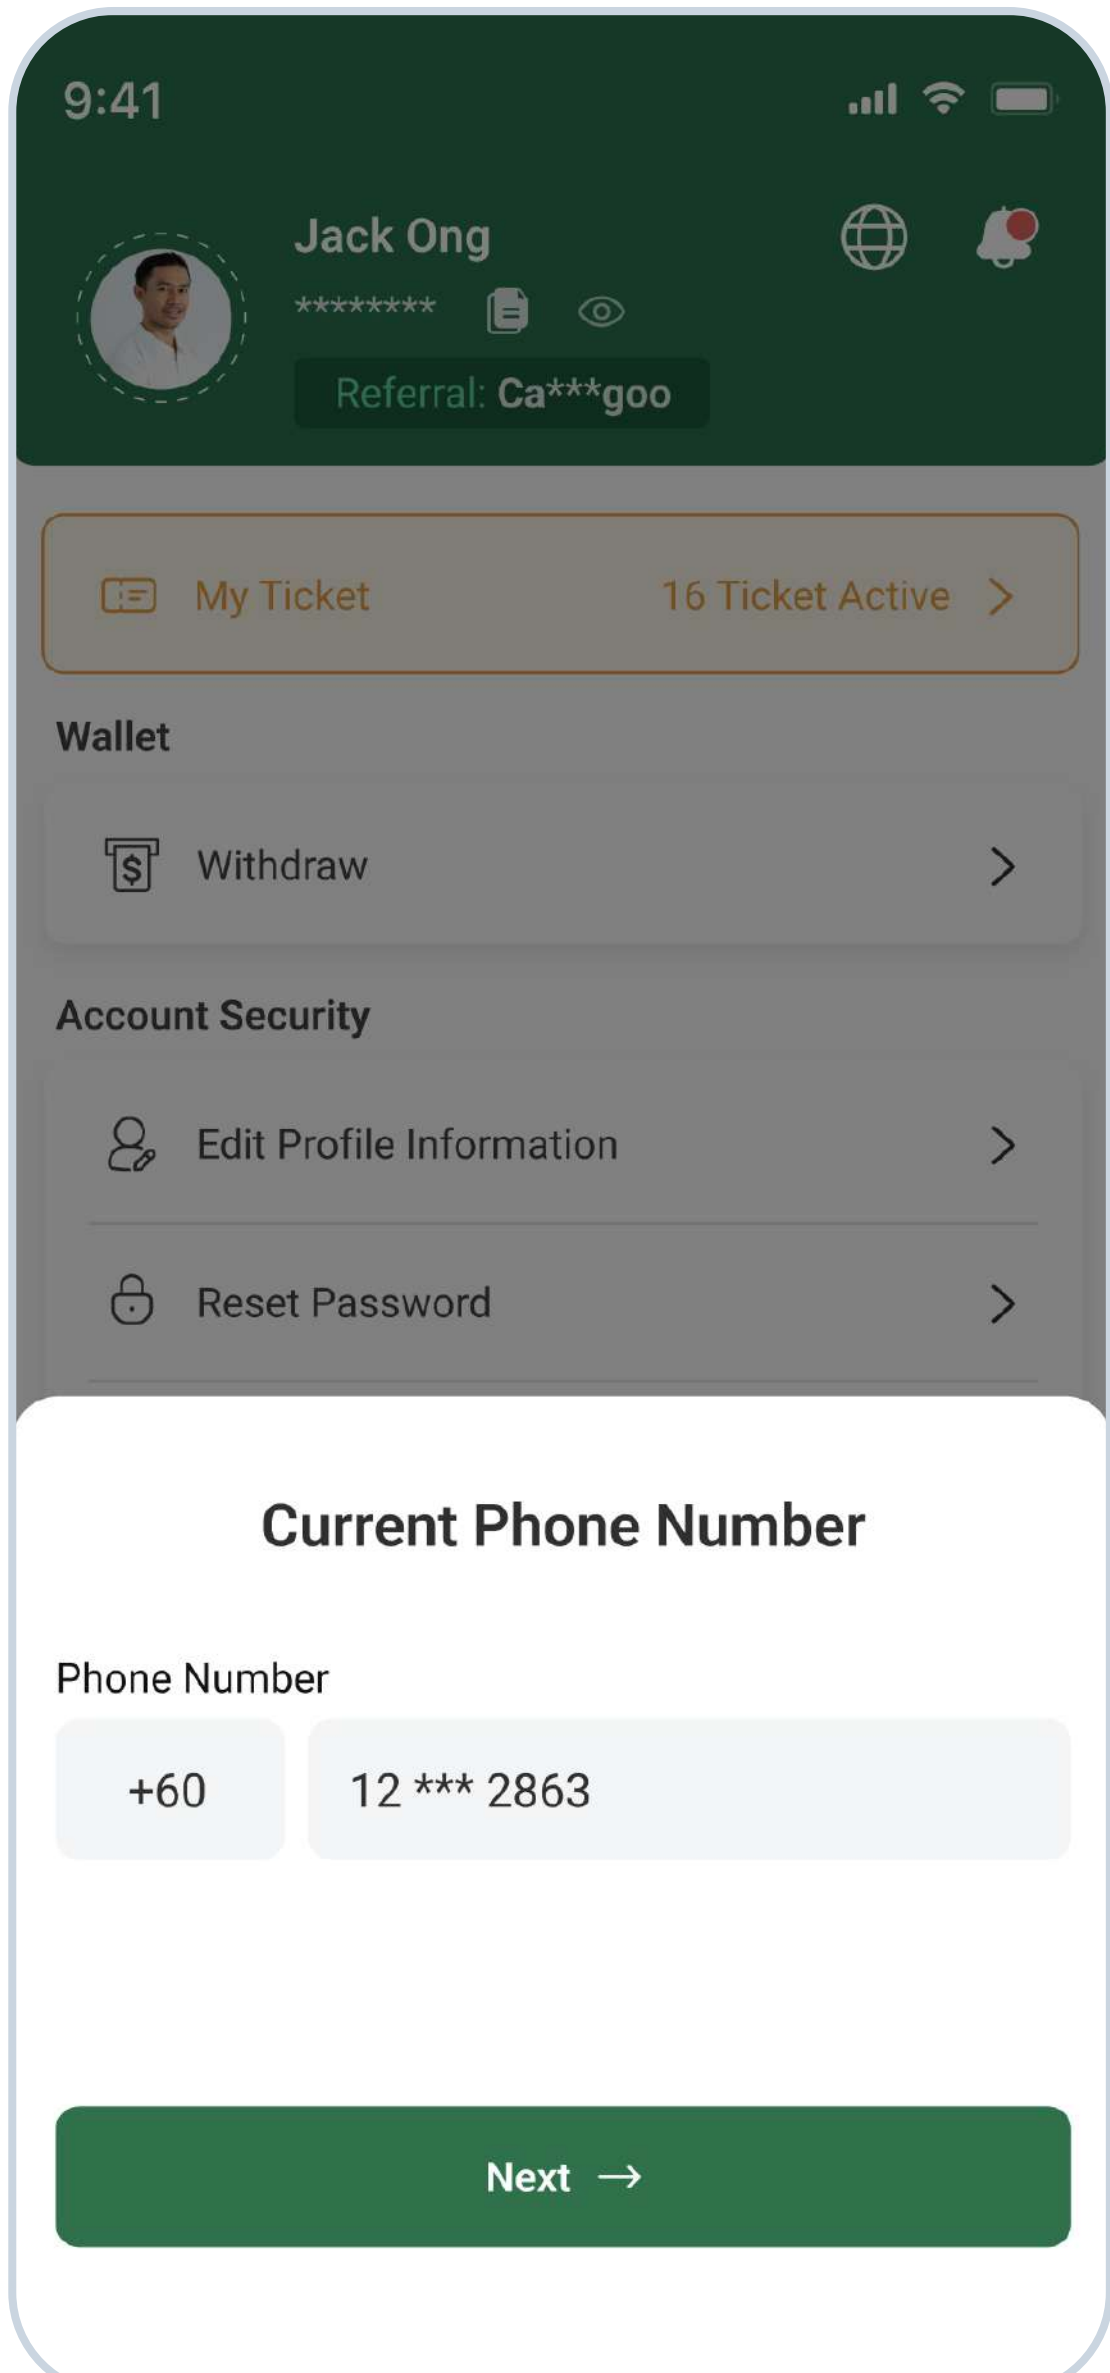 9:41
Jack Ong
********
Referral: Ca***goo
My Ticket 16 Ticket Active
Wallet
Withdraw
Account Security
Edit Profile Information
Reset Password
Current Phone Number
Phone Number
+60 12 *** 2863
Next →